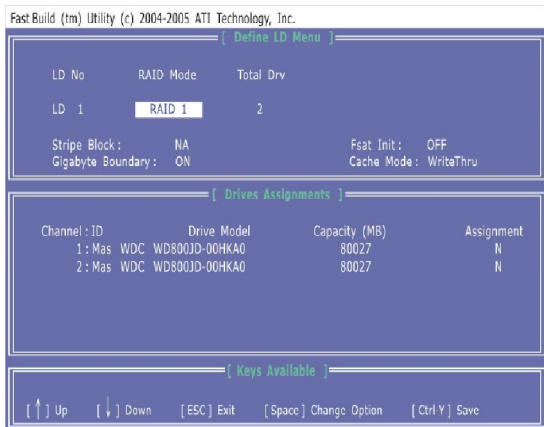 Fast Build (tm) Utility (c) 2004-2005 ATI Technology, Inc.
[ Define LD Menu ]
LD No RAID Mode Total Drv
LD 1 RAID 1 2
Stripe Block : NA Fsat Init : OFF
Gigabyte Boundary : ON Cache Mode : WriteThru
[ Drives Assignments ]
Channel : ID Drive Model Capacity (MB) Assignment
1 : Mas WDC WD800JD-00HKA0 80027 N
2 : Mas WDC WD800JD-00HKA0 80027 N
[ Keys Available ]
[ ↑ ] Up [ ↓ ] Down [ ESC ] Exit [ Space ] Change Option [ Ctrl-Y ] Save